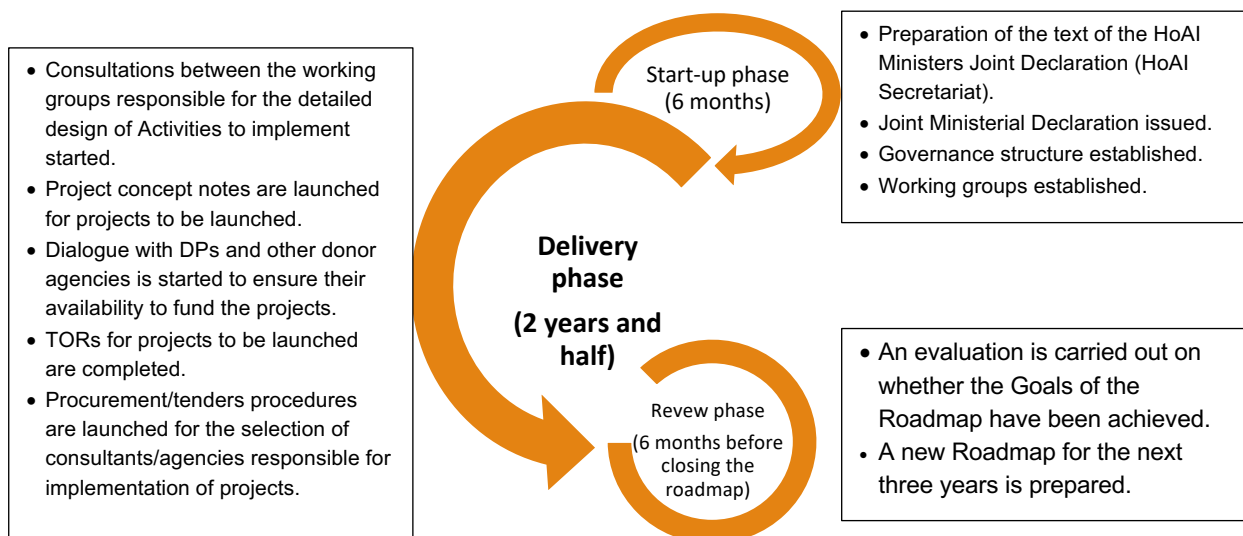 • Consultations between the working
groups responsible for the detailed
design of Activities to implement
started.
• Project concept notes are launched
for projects to be launched.
• Dialogue with DPs and other donor
agencies is started to ensure their
availability to fund the projects.
• TORs for projects to be launched
are completed.
• Procurement/tenders procedures
are launched for the selection of
consultants/agencies responsible for
implementation of projects.
Start-up phase
(6 months)
• Preparation of the text of the HoAI
Ministers Joint Declaration (HoAI
Secretariat).
• Joint Ministerial Declaration issued.
• Governance structure established.
• Working groups established.
Delivery
phase
(2 years and
half)
Revew phase
(6 months before
closing the
roadmap)
• An evaluation is carried out on
whether the Goals of the
Roadmap have been achieved.
• A new Roadmap for the next
three years is prepared.